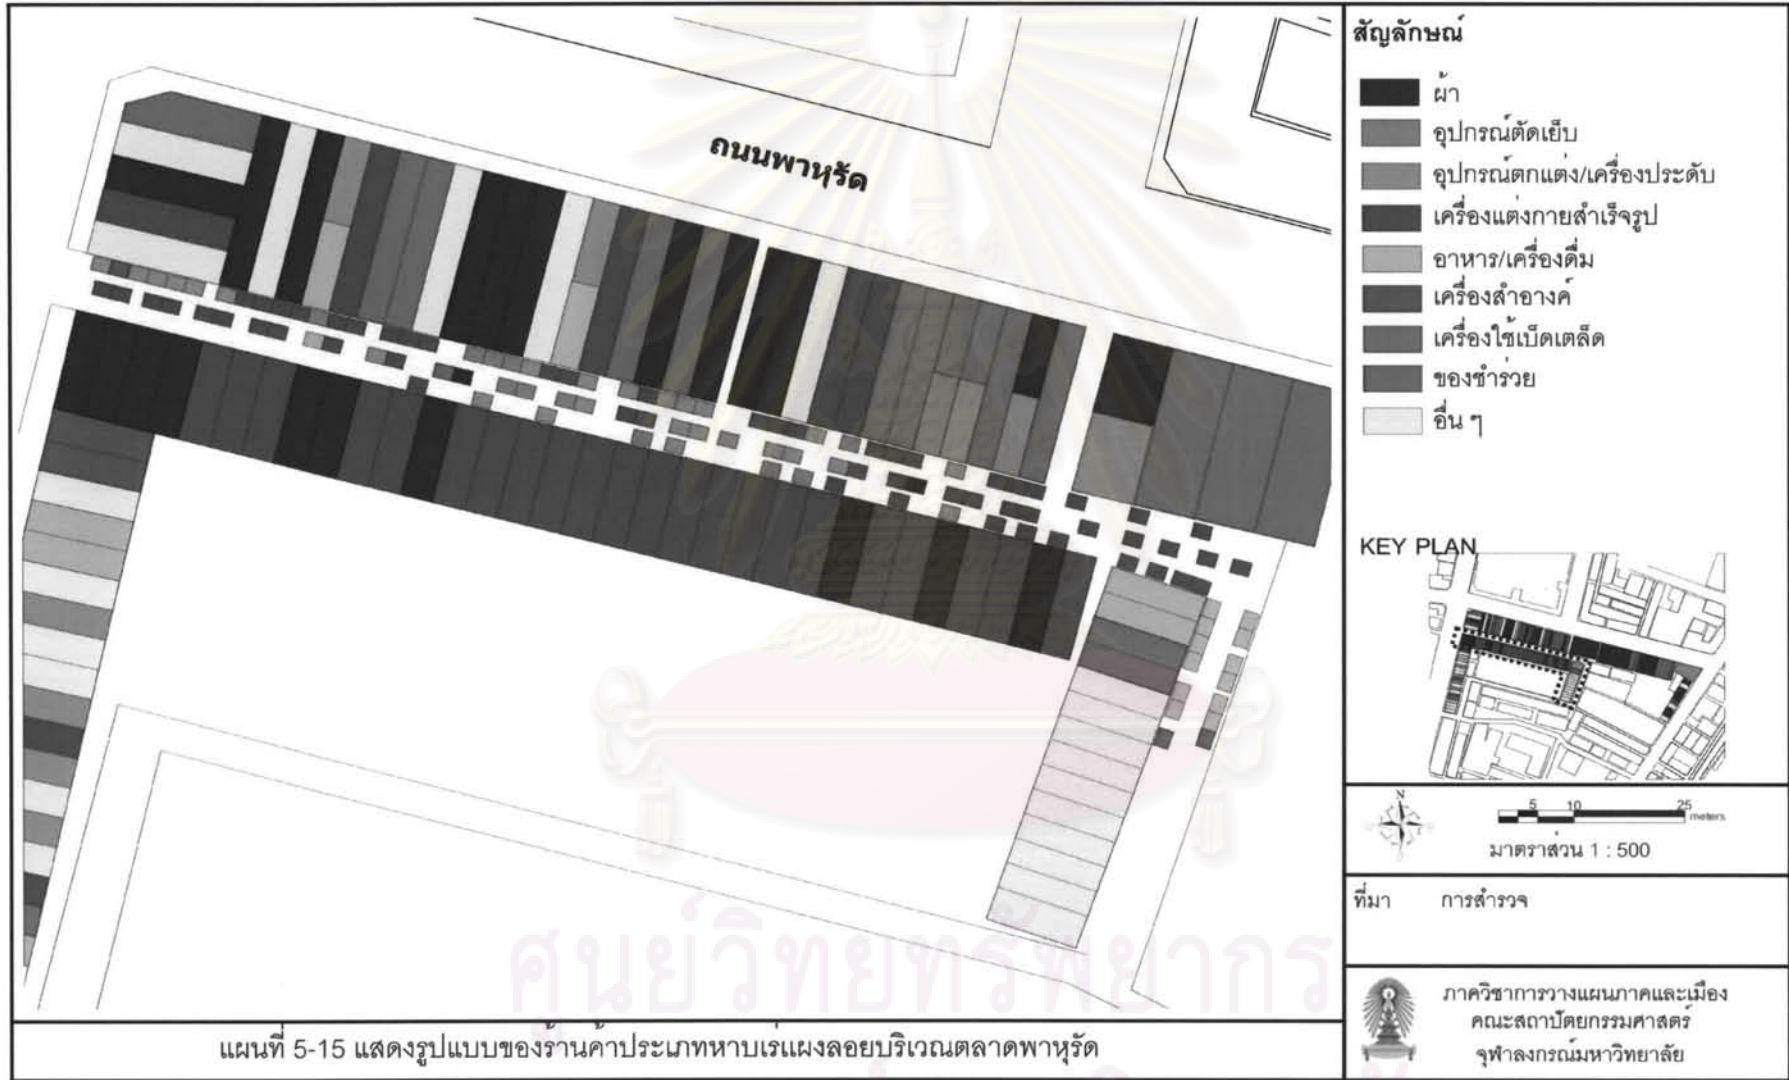 ถนนพาหุรัด
สัญลักษณ์
ผ้า
อุปกรณ์ตัดเย็บ
อุปกรณ์ตกแต่ง/เครื่องประดับ
เครื่องแต่งกายสำเร็จรูป
อาหาร/เครื่องดื่ม
เครื่องสำอางค์
เครื่องใช้เบ็ดเตล็ด
ของชำร่วย
อื่น ๆ
KEY PLAN
N
5 10 25
meters
มาตราส่วน 1 : 500
ที่มา การสำรวจ
ภาควิชาการวางแผนภาคและเมือง
คณะสถาปัตยกรรมศาสตร์
จุฬาลงกรณ์มหาวิทยาลัย
ศูนย์วิทยทรัพยากร
แผนที่ 5-15 แสดงรูปแบบของร้านค้าประเภทหาบเร่แผงลอยบริเวณตลาดพาหุรัด